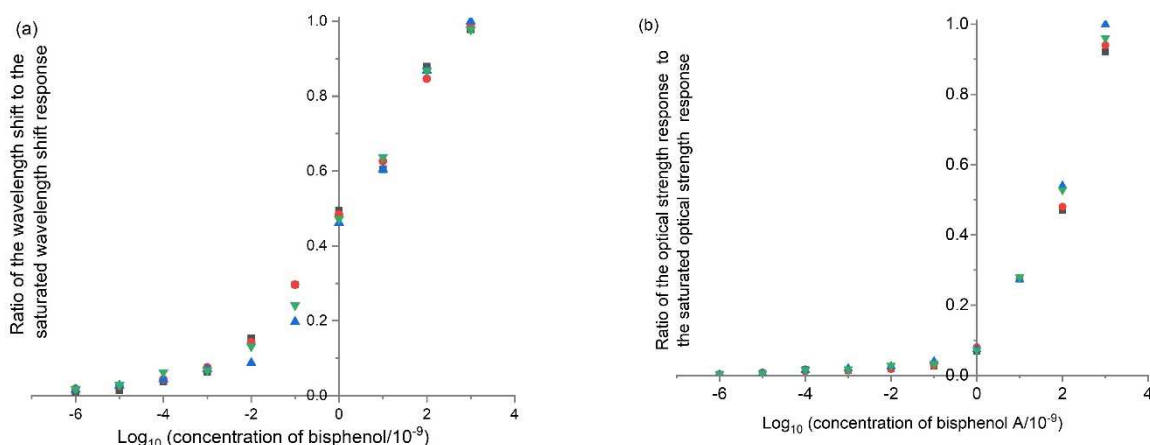 (a)
Ratio of the wavelength shift to the
saturated wavelength shift response
1.0
0.8
0.6
0.4
0.2
0.0
-6 -4 -2 0 2 4
Log₁₀ (concentration of bisphenol/10⁻⁹)
(b)
Ratio of the optical strength response to
the saturated optical strength response
1.0
0.8
0.6
0.4
0.2
0.0
-6 -4 -2 0 2 4
Log₁₀ (concentration of bisphenol A/10⁻⁹)